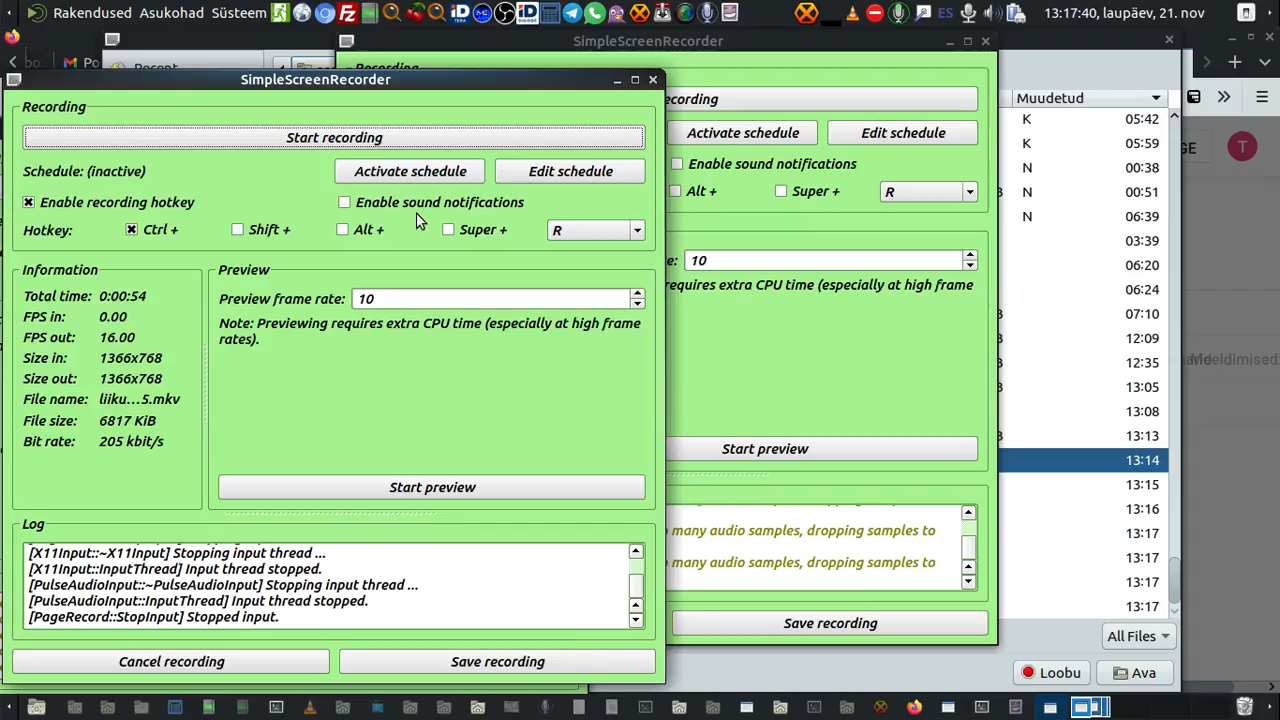 Rakendused Asukohad Süsteem
ES
13:17:40, laupäev, 21. nov
SimpleScreenRecorder
Recent
SimpleScreenRecorder
Recording
Start recording
Schedule: (inactive)
Activate schedule
Edit schedule
Enable recording hotkey
Enable sound notifications
Hotkey:
Ctrl +
Shift +
Alt +
Super +
R
Information
Total time: 0:00:54
FPS in: 0.00
FPS out: 16.00
Size in: 1366x768
Size out: 1366x768
File name: liiku...5.mkv
File size: 6817 KiB
Bit rate: 205 kbit/s
Preview
Preview frame rate: 10
Note: Previewing requires extra CPU time (especially at high frame
rates).
Start preview
Log
[X11Input::~X11Input] Stopping input thread ...
[X11Input::InputThread] Input thread stopped.
[PulseAudioInput::~PulseAudioInput] Stopping input thread ...
[PulseAudioInput::InputThread] Input thread stopped.
[PageRecord::StopInput] Stopped input.
Cancel recording
Save recording
Recording
ecording
Activate schedule
Edit schedule
Enable sound notifications
Alt +
Super +
R
10
requires extra CPU time (especially at high frame
Start preview
many audio samples, dropping samples to
many audio samples, dropping samples to
Save recording
Muudetud
K 05:42
K 05:59
N 00:38
N 00:51
N 06:39
03:39
06:20
06:24
07:10
12:09
12:35
13:05
13:08
13:13
13:14
13:15
13:16
13:17
13:17
13:17
13:17
All Files
Loobu
Ava
GE
T